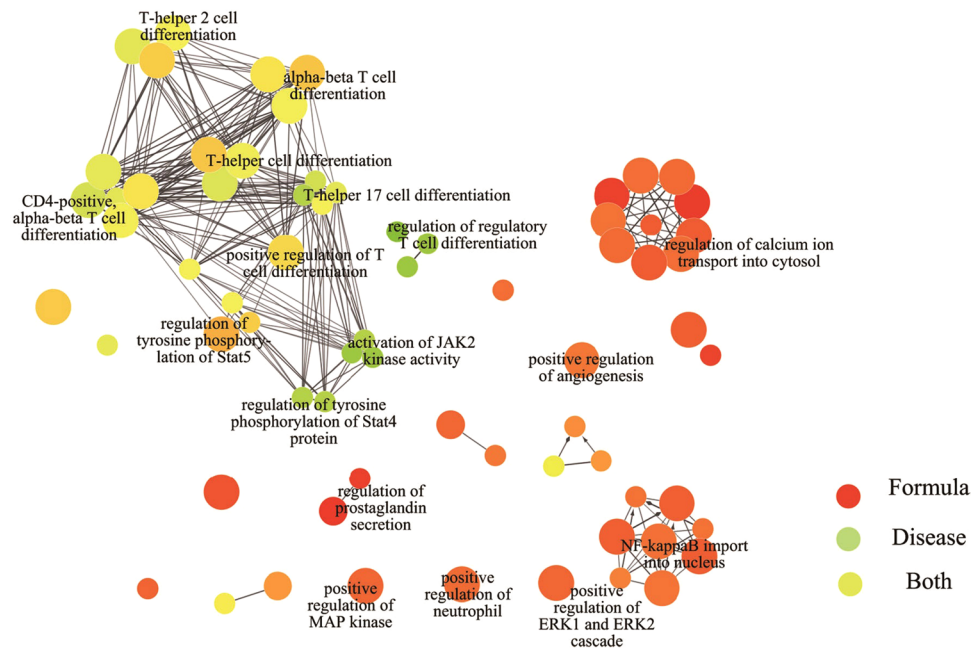 T-helper 2 cell
differentiation
alpha-beta T cell
differentiation
T-helper cell differentiation
CD4-positive,
alpha-beta T cell
differentiation
T-helper 17 cell differentiation
regulation of regulatory
T cell differentiation
positive regulation of T
cell differentiation
regulation of calcium ion
transport into cytosol
regulation of
tyrosine phosphory-
lation of Stat5
activation of JAK2
kinase activity
positive regulation
of angiogenesis
regulation of tyrosine
phosphorylation of Stat4
protein
regulation of
prostaglandin
secretion
NF-kappaB import
into nucleus
positive
regulation of
MAP kinase
positive
regulation of
neutrophil
positive
regulation of
ERK1 and ERK2
cascade
Formula
Disease
Both